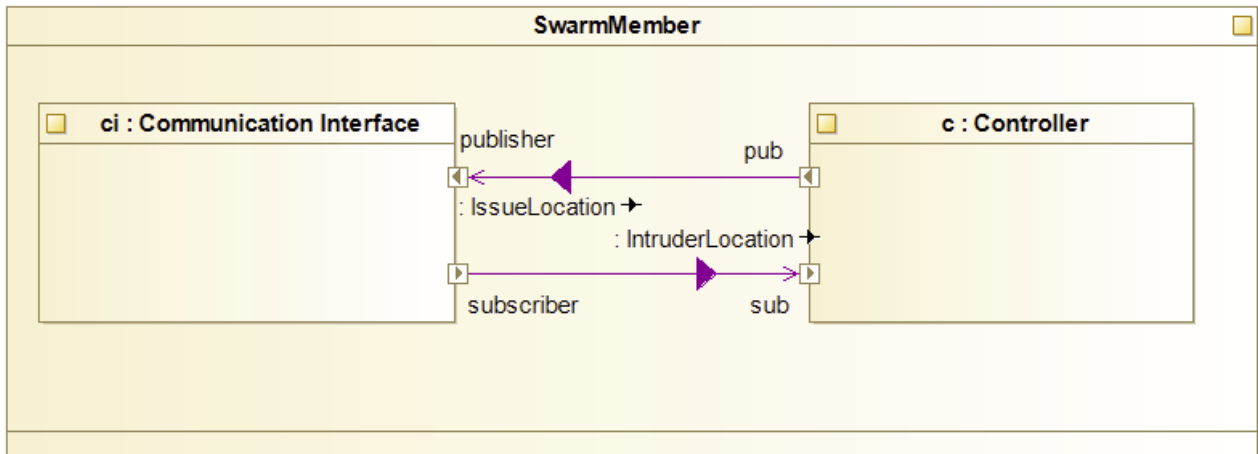 SwarmMember
ci : Communication Interface
c : Controller
publisher
pub
: IssueLocation
: IntruderLocation
subscriber
sub